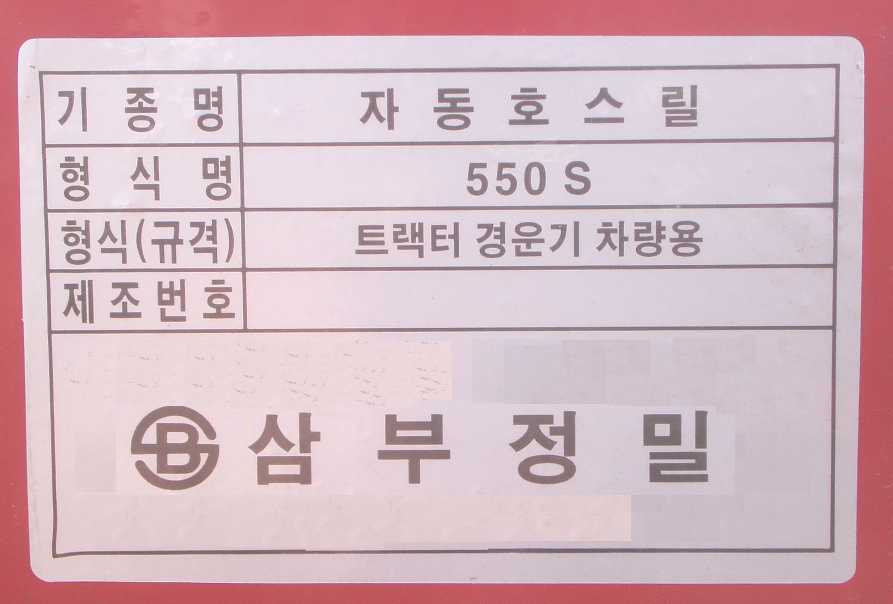 기종명 자동호스릴
형식명 550 S
형식(규격) 트랙터 경운기 차량용
제조번호
SB 삼부정밀